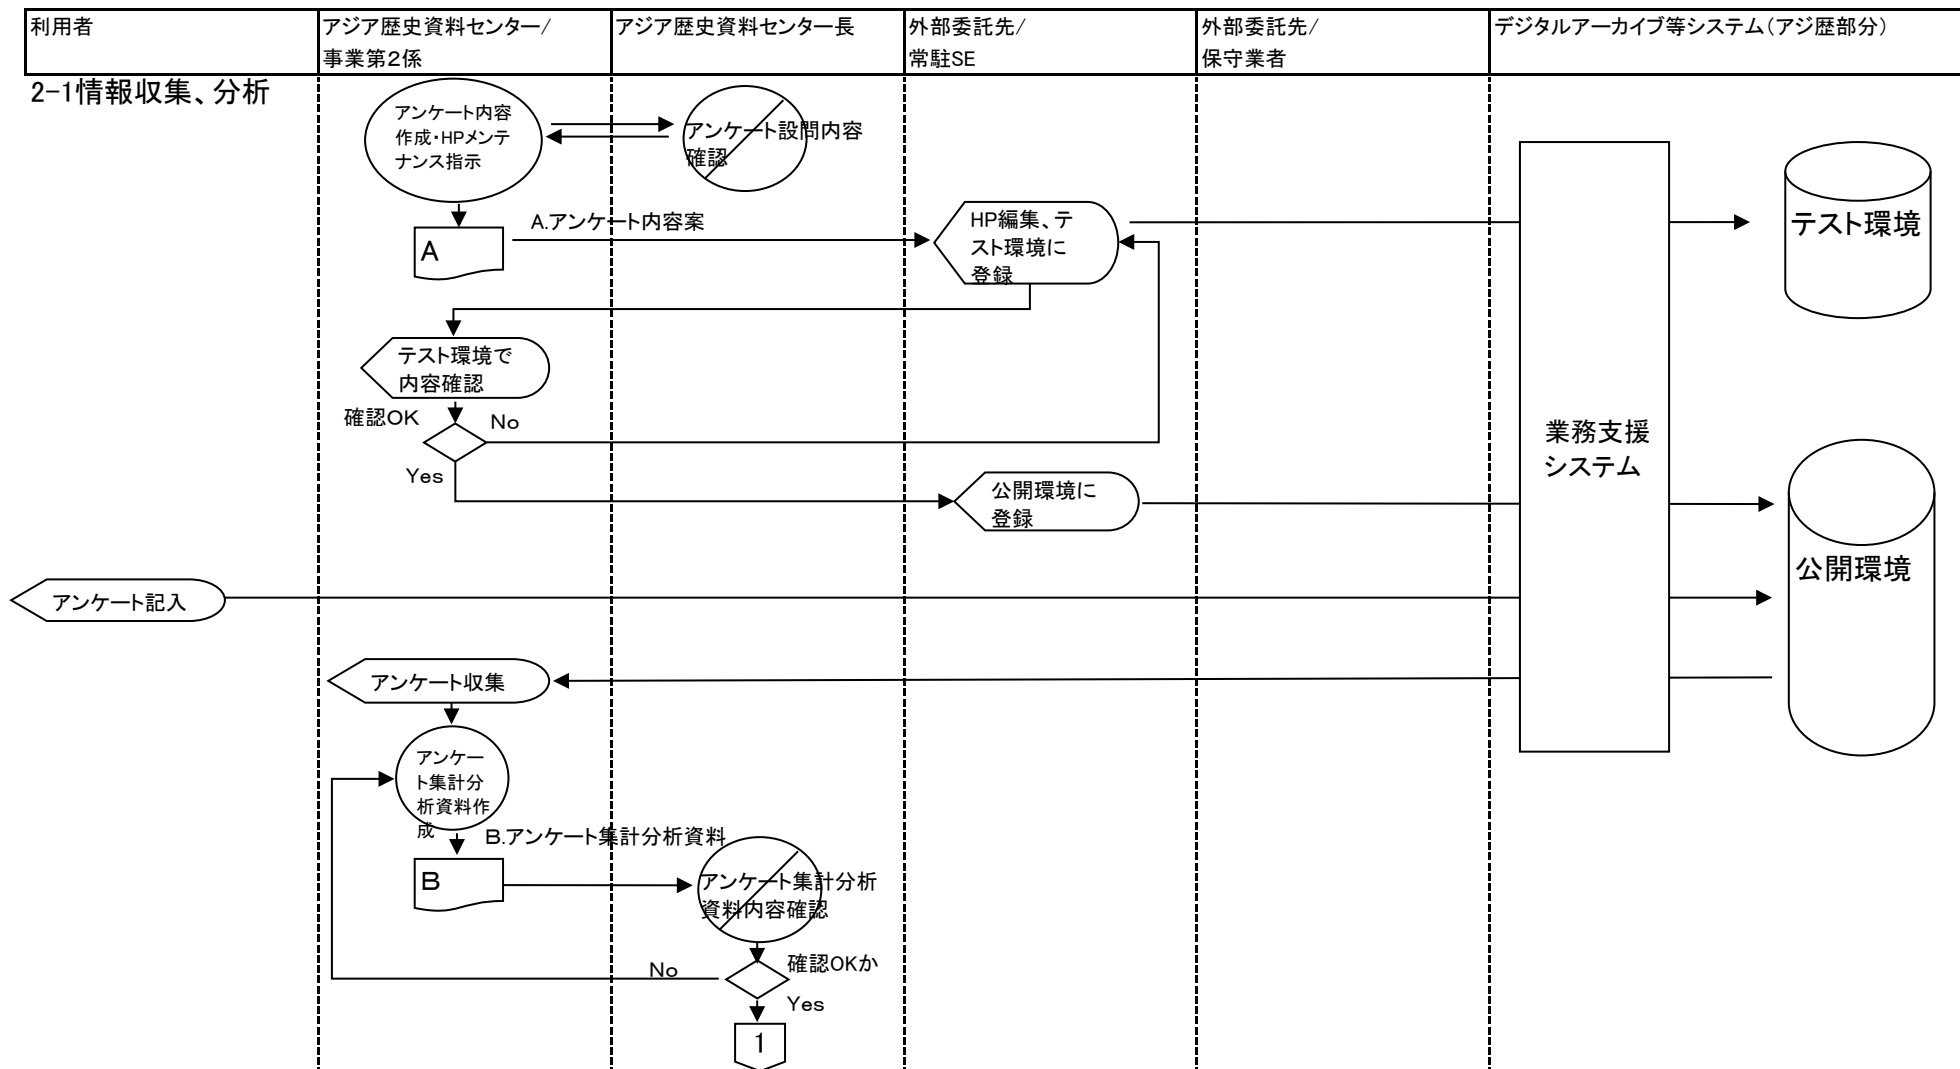 利用者
アジア歴史資料センター/
事業第2係
アジア歴史資料センター長
外部委託先/
常駐SE
外部委託先/
保守業者
デジタルアーカイブ等システム(アジ歴部分)
2-1情報収集、分析
アンケート内容
作成・HPメンテ
ナンス指示
アンケート設問内容
確認
A.アンケート内容案
A
HP編集、テ
スト環境に
登録
テスト環境
テスト環境で
内容確認
確認OK
No
Yes
業務支援
システム
公開環境に
登録
公開環境
アンケート記入
アンケート収集
アンケー
ト集計分
析資料作
成
B.アンケート集計分析資料
B
アンケート集計分析
資料内容確認
No
確認OKか
Yes
1